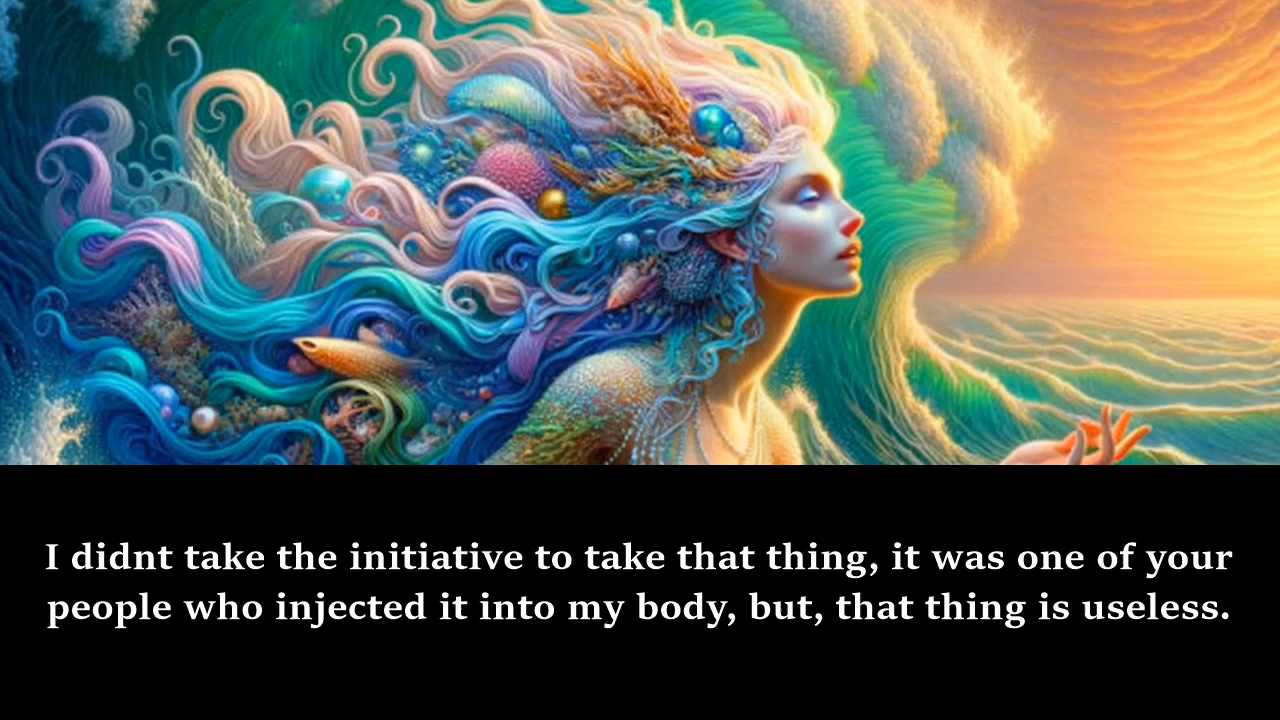 I didnt take the initiative to take that thing, it was one of your
people who injected it into my body, but, that thing is useless.